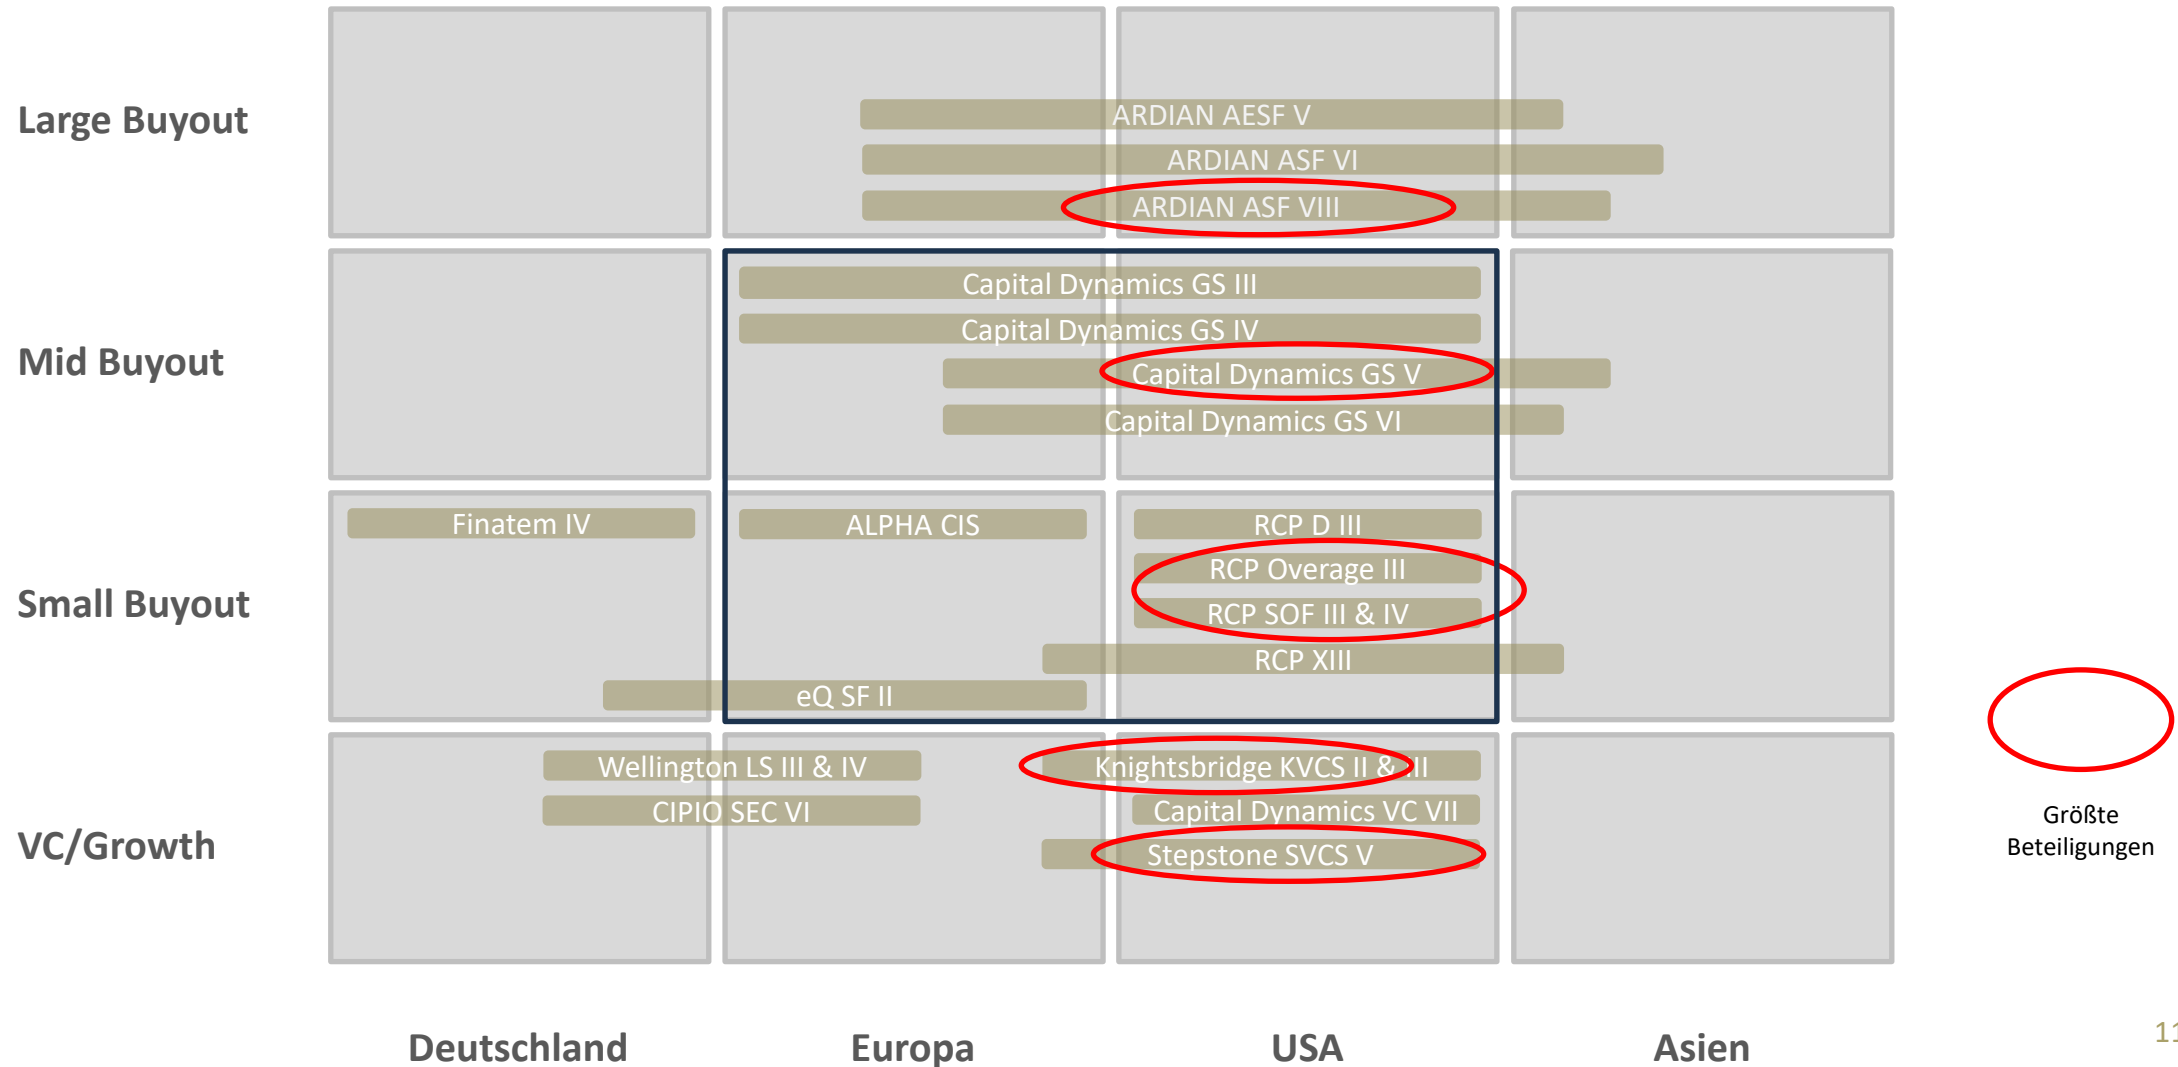 Large Buyout
ARDIAN AESF V
ARDIAN ASF VI
ARDIAN ASF VIII
Mid Buyout
Capital Dynamics GS III
Capital Dynamics GS IV
Capital Dynamics GS V
Capital Dynamics GS VI
Small Buyout
Finatem IV
ALPHA CIS
RCP D III
RCP Overage III
RCP SOF III & IV
RCP XIII
eQ SF II
VC/Growth
Wellington LS III & IV
Knightsbridge KVCS II & III
CIPIO SEC VI
Capital Dynamics VC VII
Stepstone SVCS V
Größte
Beteiligungen
Deutschland
Europa
USA
Asien
11